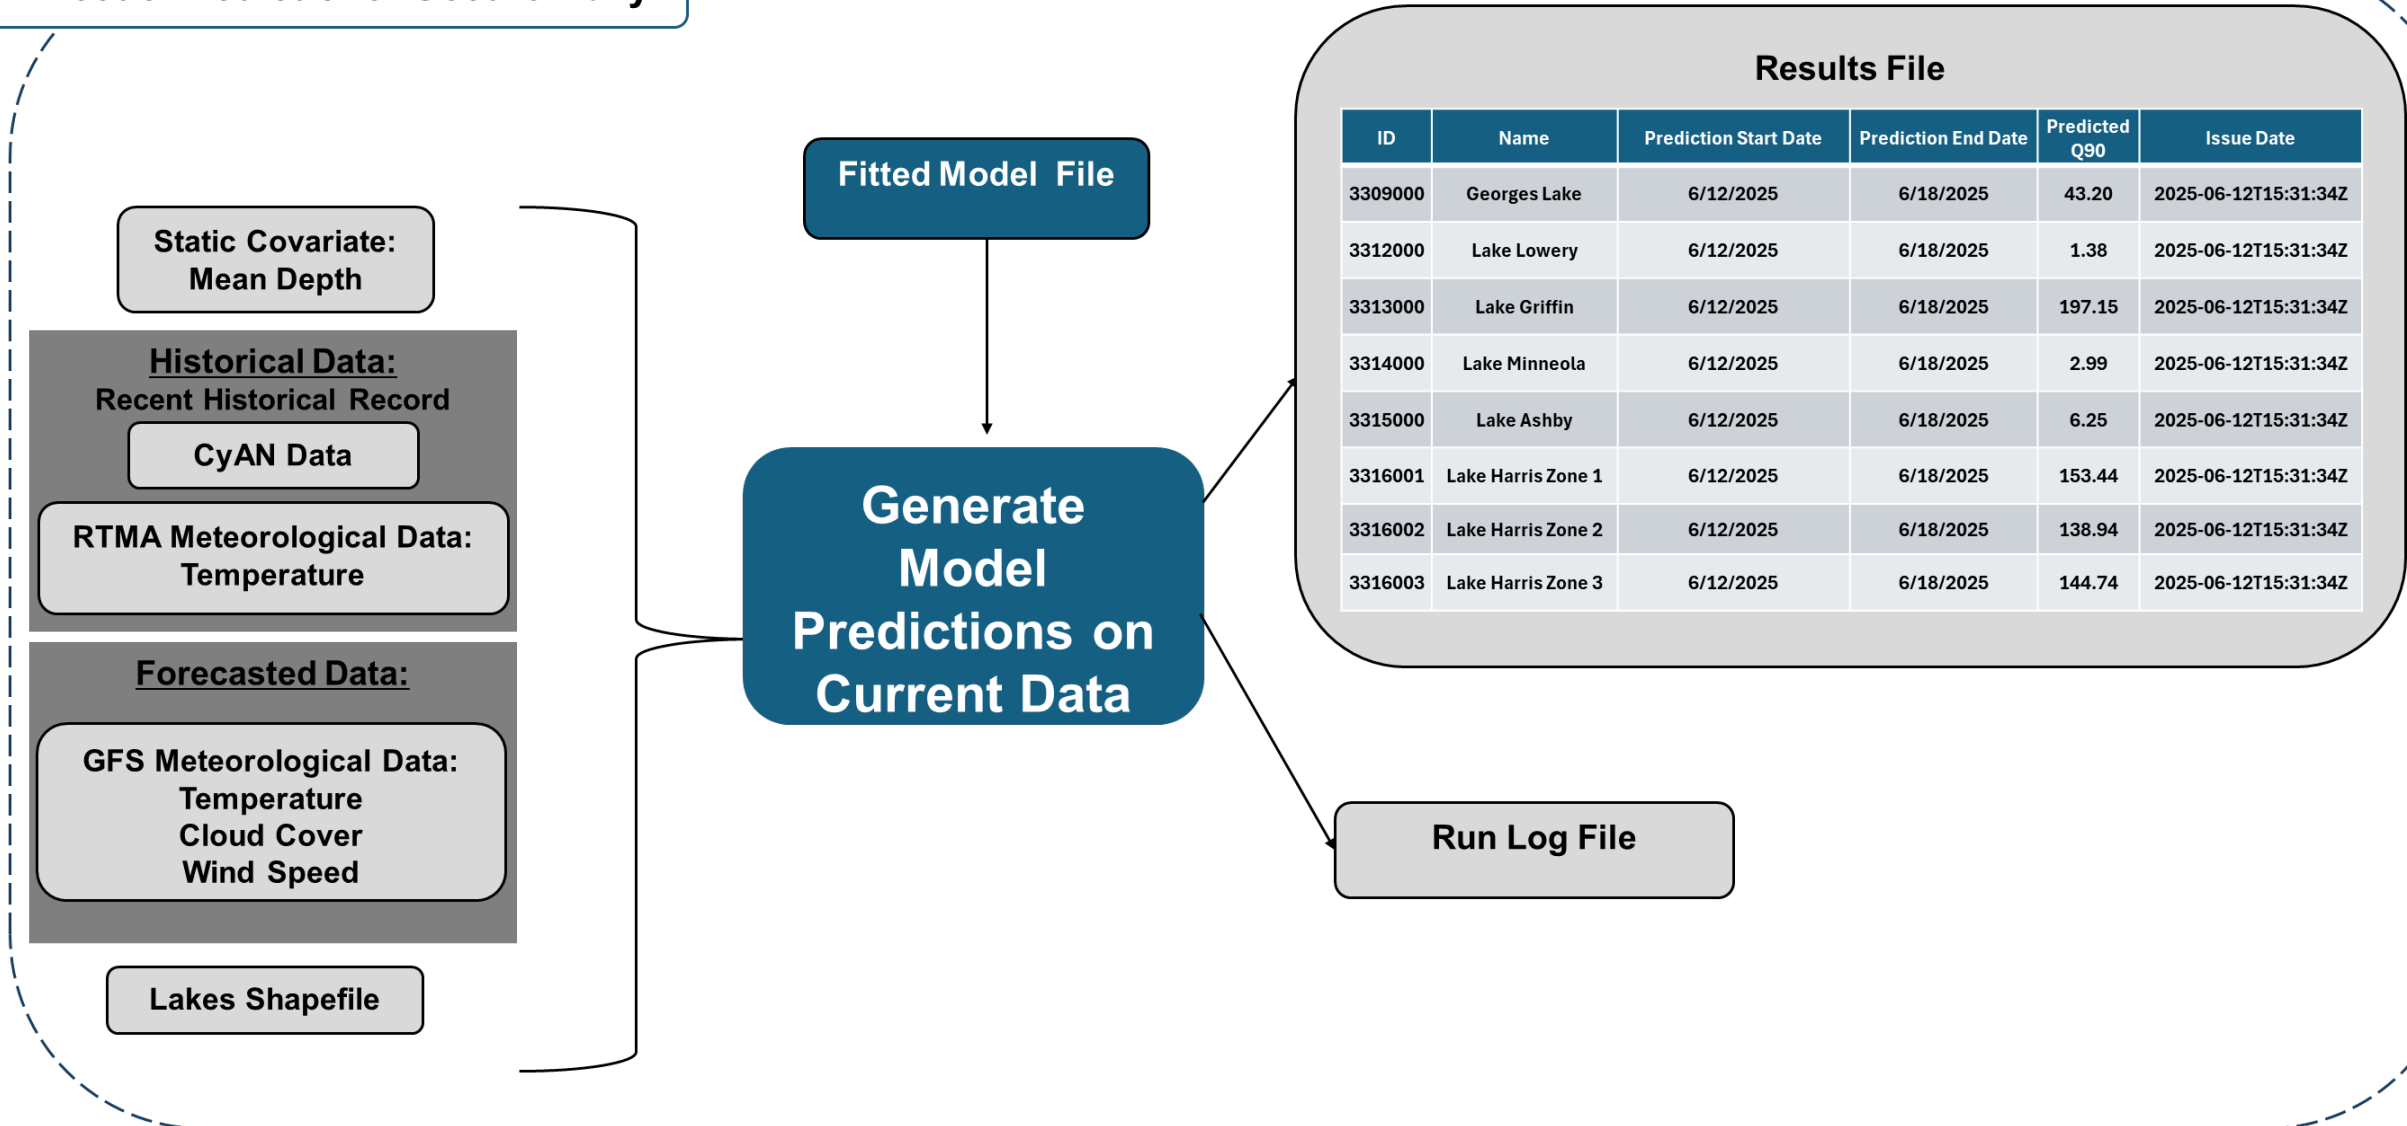 Static Covariate:
Mean Depth
Historical Data:
Recent Historical Record
CyAN Data
RTMA Meteorological Data:
Temperature
Forecasted Data:
GFS Meteorological Data:
Temperature
Cloud Cover
Wind Speed
Lakes Shapefile
Fitted Model File
Generate
Model
Predictions on
Current Data
Results File
ID Name Prediction Start Date Prediction End Date Predicted Q90 Issue Date
3309000 Georges Lake 6/12/2025 6/18/2025 43.20 2025-06-12T15:31:34Z
3312000 Lake Lowery 6/12/2025 6/18/2025 1.38 2025-06-12T15:31:34Z
3313000 Lake Griffin 6/12/2025 6/18/2025 197.15 2025-06-12T15:31:34Z
3314000 Lake Minneola 6/12/2025 6/18/2025 2.99 2025-06-12T15:31:34Z
3315000 Lake Ashby 6/12/2025 6/18/2025 6.25 2025-06-12T15:31:34Z
3316001 Lake Harris Zone 1 6/12/2025 6/18/2025 153.44 2025-06-12T15:31:34Z
3316002 Lake Harris Zone 2 6/12/2025 6/18/2025 138.94 2025-06-12T15:31:34Z
3316003 Lake Harris Zone 3 6/12/2025 6/18/2025 144.74 2025-06-12T15:31:34Z
Run Log File